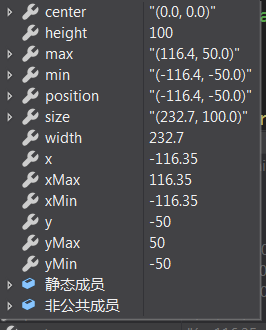 center "(0.0, 0.0)"
height 100
max "(116.4, 50.0)"
min "(-116.4, -50.0)"
position "(-116.4, -50.0)"
size "(232.7, 100.0)"
width 232.7
x -116.35
xMax 116.35
xMin -116.35
y -50
yMax 50
yMin -50
静态成员
非公共成员